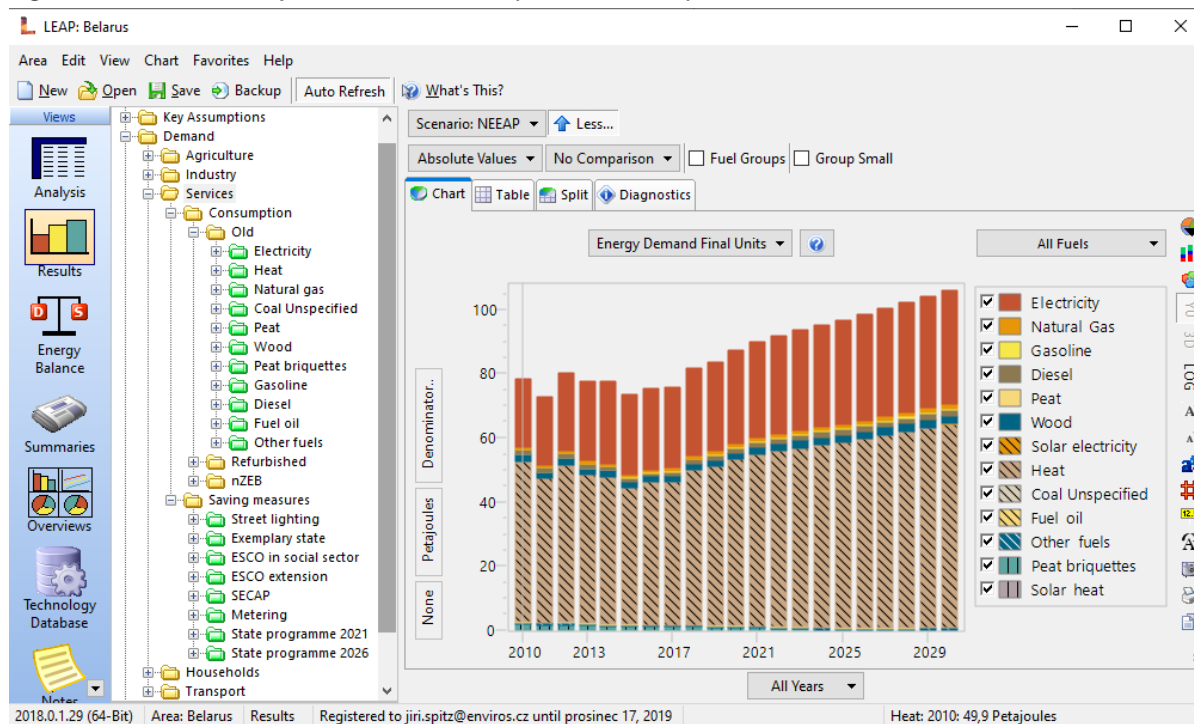 LEAP: Belarus
Area Edit View Chart Favorites Help
New Open Save Backup Auto Refresh What's This?
Views
Analysis
Results
Energy
Balance
Summaries
Overviews
Technology
Database
Notes
Key Assumptions
Demand
Agriculture
Industry
Services
Consumption
Old
Electricity
Heat
Natural gas
Coal Unspecified
Peat
Wood
Peat briquettes
Gasoline
Diesel
Fuel oil
Other fuels
Refurbished
nZEB
Saving measures
Street lighting
Exemplary state
ESCO in social sector
ESCO extension
SECAP
Metering
State programme 2021
State programme 2026
Households
Transport
Scenario: NEEAP Less...
Absolute Values No Comparison Fuel Groups Group Small
Chart Table Split Diagnostics
Energy Demand Final Units
All Fuels
Denominator..
Petajoules
None
100
80
60
40
20
0
2010 2013 2017 2021 2025 2029
All Years
Electricity
Natural Gas
Gasoline
Diesel
Peat
Wood
Solar electricity
Heat
Coal Unspecified
Fuel oil
Other fuels
Peat briquettes
Solar heat
3D
LOG
2018.0.1.29 (64-Bit) Area: Belarus Results Registered to jiri.spitz@enviros.cz until prosinec 17, 2019 Heat: 2010: 49,9 Petajoules